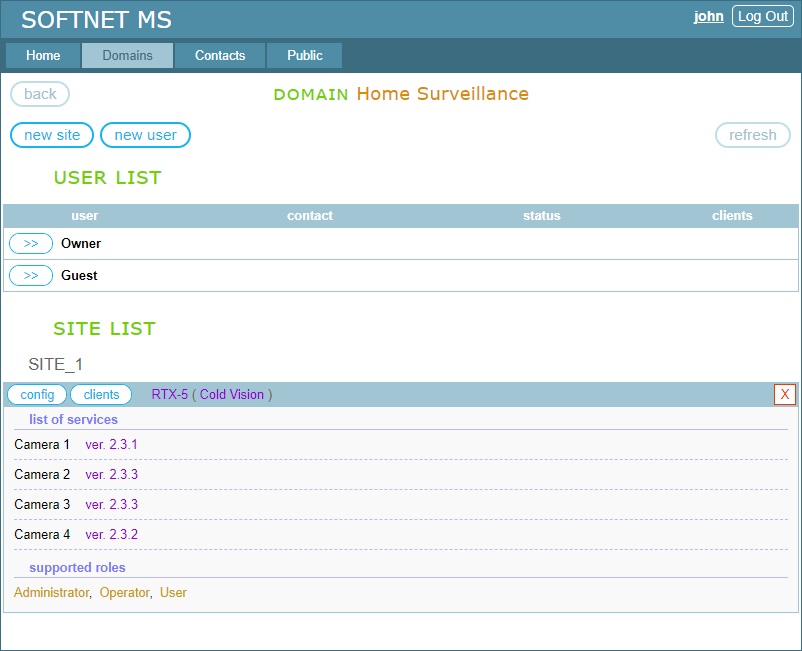 SOFTNET MS
john Log Out
Home Domains Contacts Public
back DOMAIN Home Surveillance
new site new user refresh
USER LIST
user contact status clients
>> Owner
>> Guest
SITE LIST
SITE_1
config clients RTX-5 ( Cold Vision ) X
list of services
Camera 1 ver. 2.3.1
Camera 2 ver. 2.3.3
Camera 3 ver. 2.3.3
Camera 4 ver. 2.3.2
supported roles
Administrator, Operator, User